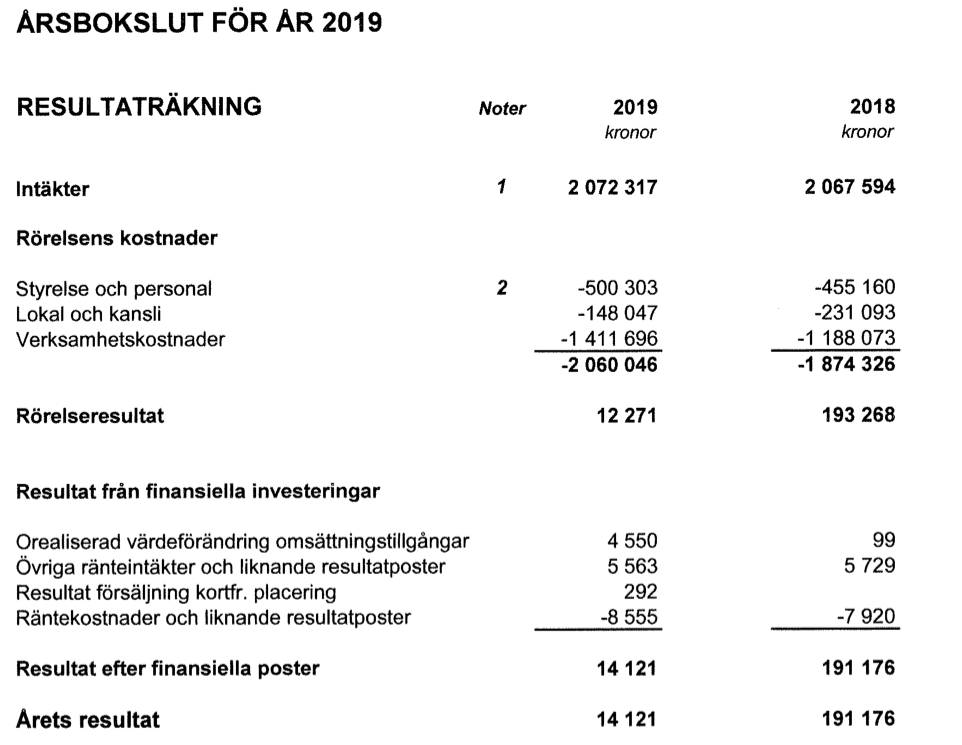 ÅRSBOKSLUT FÖR ÅR 2019
RESULTATRÄKNING Noter 2019 2018
kronor kronor
Intäkter 1 2 072 317 2 067 594
Rörelsens kostnader
Styrelse och personal 2 -500 303 -455 160
Lokal och kansli -148 047 -231 093
Verksamhetskostnader -1 411 696 -1 188 073
-2 060 046 -1 874 326
Rörelseresultat 12 271 193 268
Resultat från finansiella investeringar
Orealiserad värdeförändring omsättningstillgångar 4 550 99
Övriga ränteintäkter och liknande resultatposter 5 563 5 729
Resultat försäljning kortfr. placering 292
Räntekostnader och liknande resultatposter -8 555 -7 920
Resultat efter finansiella poster 14 121 191 176
Årets resultat 14 121 191 176